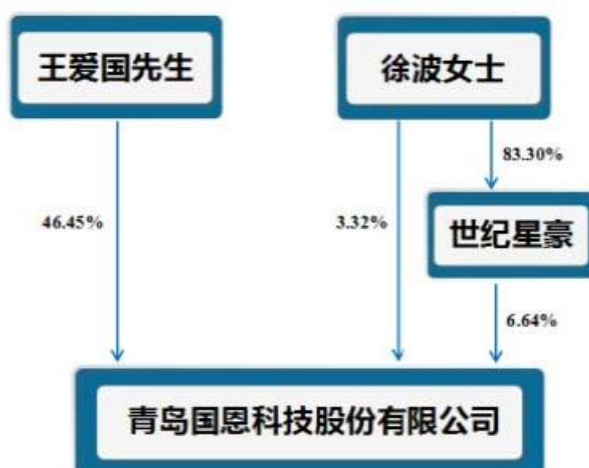 王爱国先生
徐波女士
83.30%
46.45%
3.32%
世纪星豪
6.64%
青岛国恩科技股份有限公司